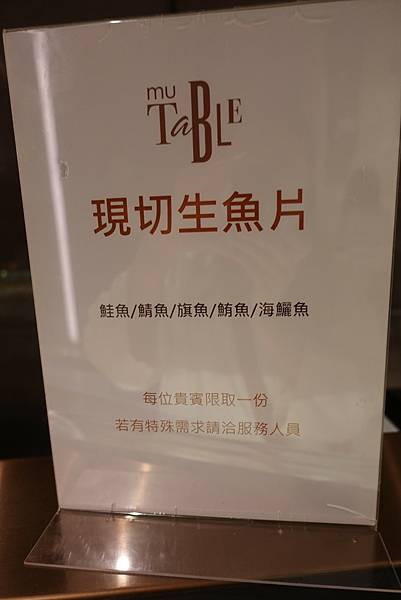 mu
TaBLE
現切生魚片
鮭魚/鯖魚/旗魚/鮪魚/海鱺魚
每位貴賓限取一份
若有特殊需求請洽服務人員